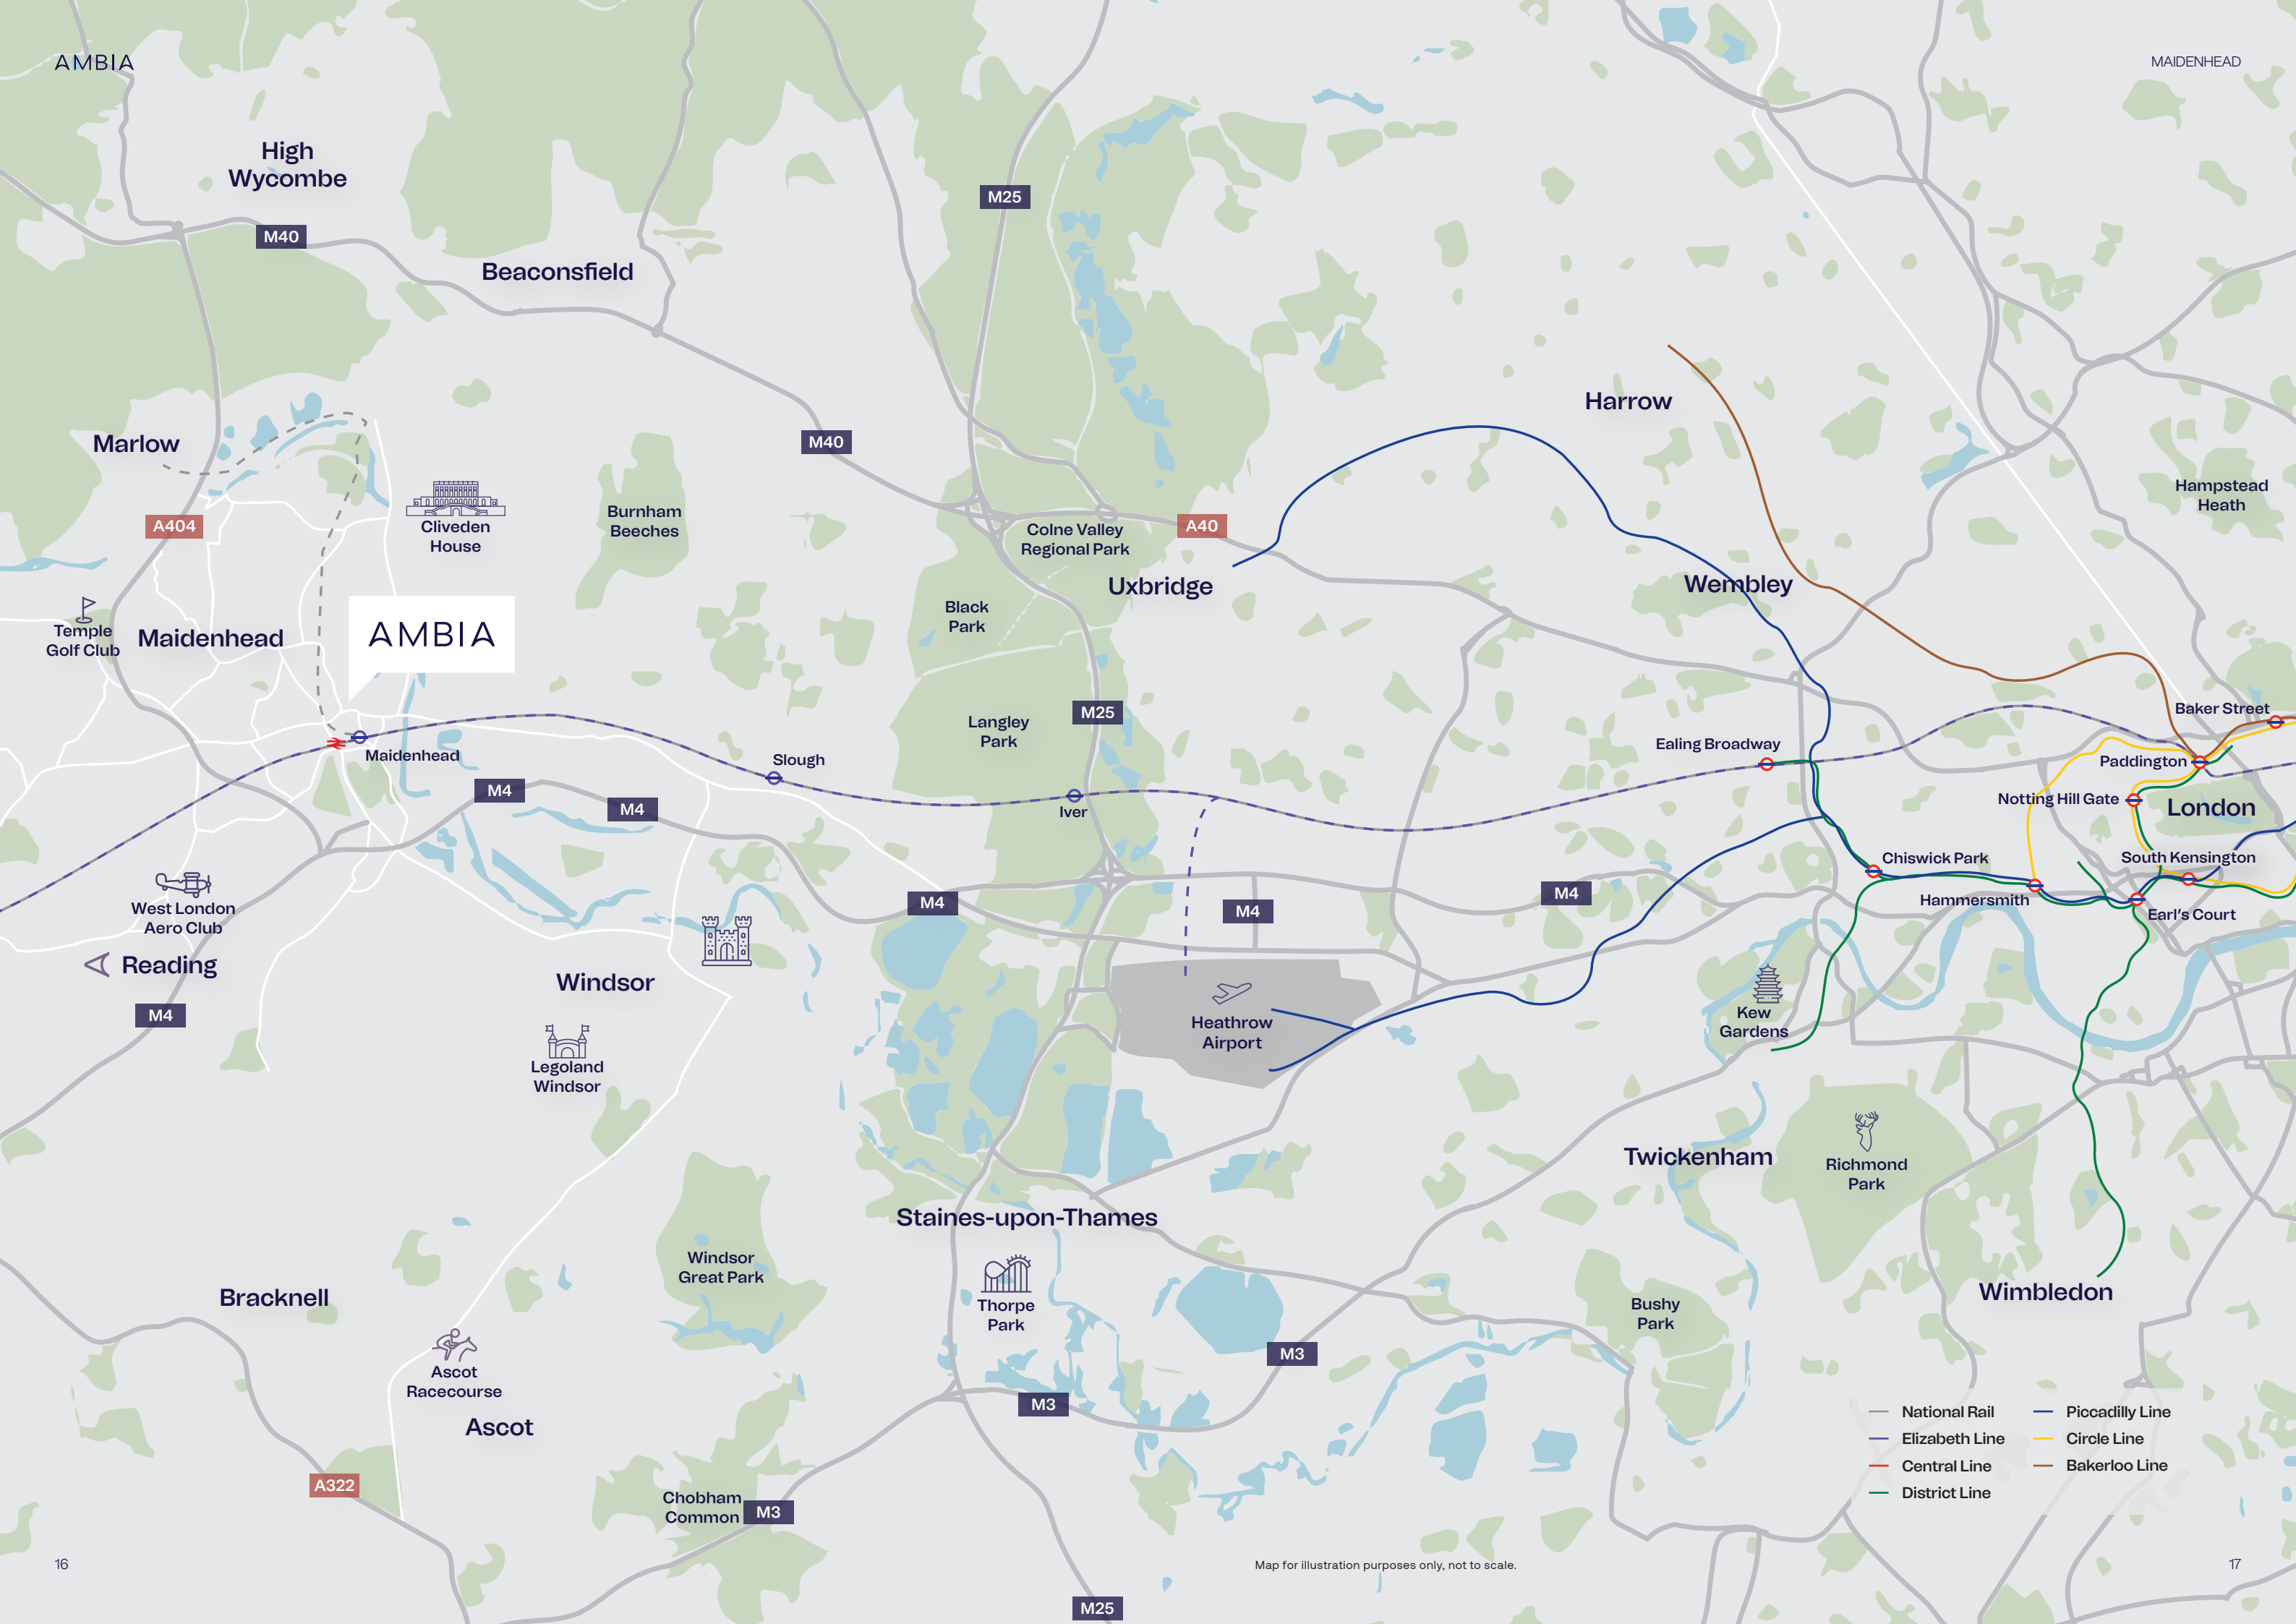 AMBIA
MAIDENHEAD
High
Wycombe
M40
M25
Beaconsfield
Harrow
Marlow
M40
Hampstead
Heath
A404
Cliveden
House
Burnham
Beeches
Colne Valley
Regional Park
A40
Uxbridge
Wembley
Black
Park
Temple
Golf Club
Maidenhead
AMBIA
Langley
Park
M25
Baker Street
Ealing Broadway
Maidenhead
Slough
Paddington
M4
M4
Iver
Notting Hill Gate
London
Chiswick Park
South Kensington
West London
Aero Club
M4
M4
M4
Hammersmith
Earl's Court
Reading
Windsor
M4
Heathrow
Airport
Kew
Gardens
Legoland
Windsor
Twickenham
Richmond
Park
Staines-upon-Thames
Windsor
Great Park
Bracknell
Thorpe
Park
Bushy
Park
Wimbledon
M3
Ascot
Racecourse
M3
Ascot
National Rail
Elizabeth Line
Central Line
District Line
Piccadilly Line
Circle Line
Bakerloo Line
A322
Chobham
Common
M3
16
Map for illustration purposes only, not to scale.
17
M25